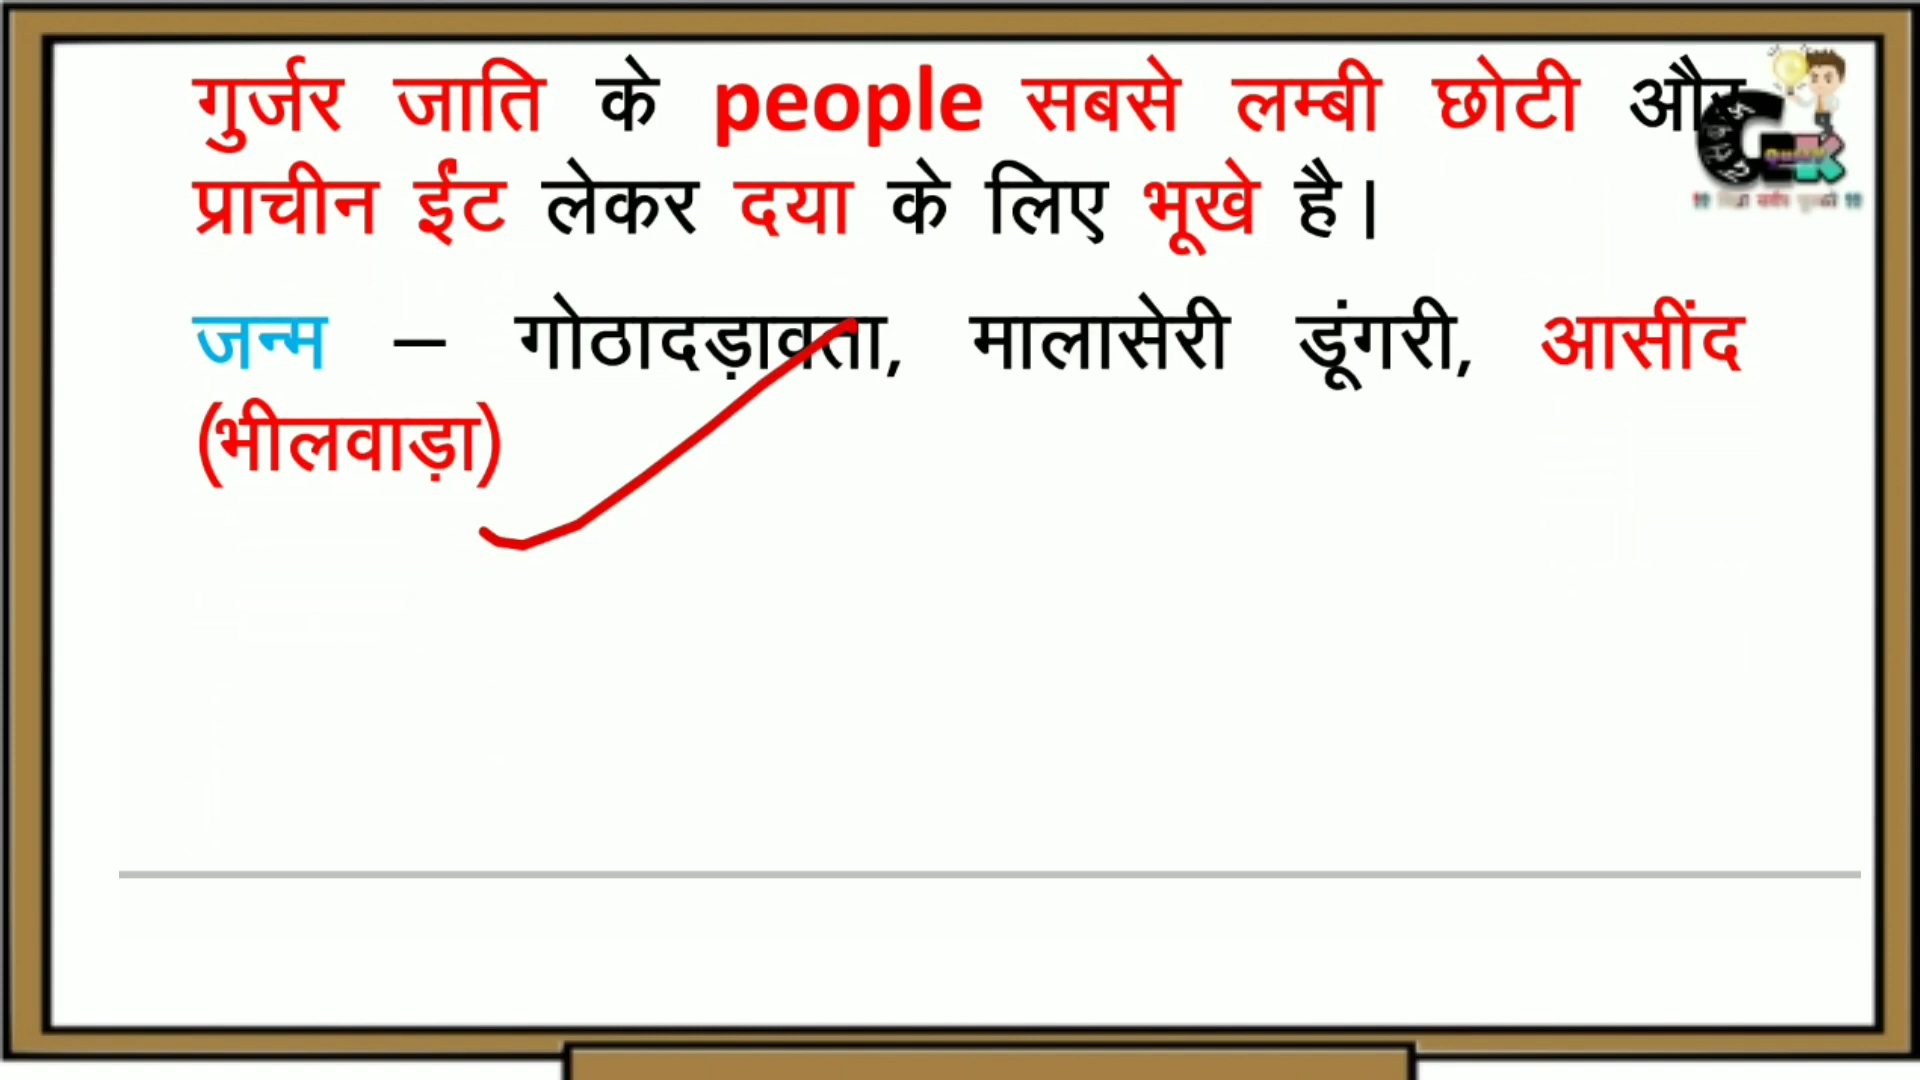 गुर्जर जाति के people सबसे लम्बी छोटी और
प्राचीन ईंट लेकर दया के लिए भूखे है।
जन्म – गोठादड़ावता, मालासेरी डूंगरी, आसींद
(भीलवाड़ा)